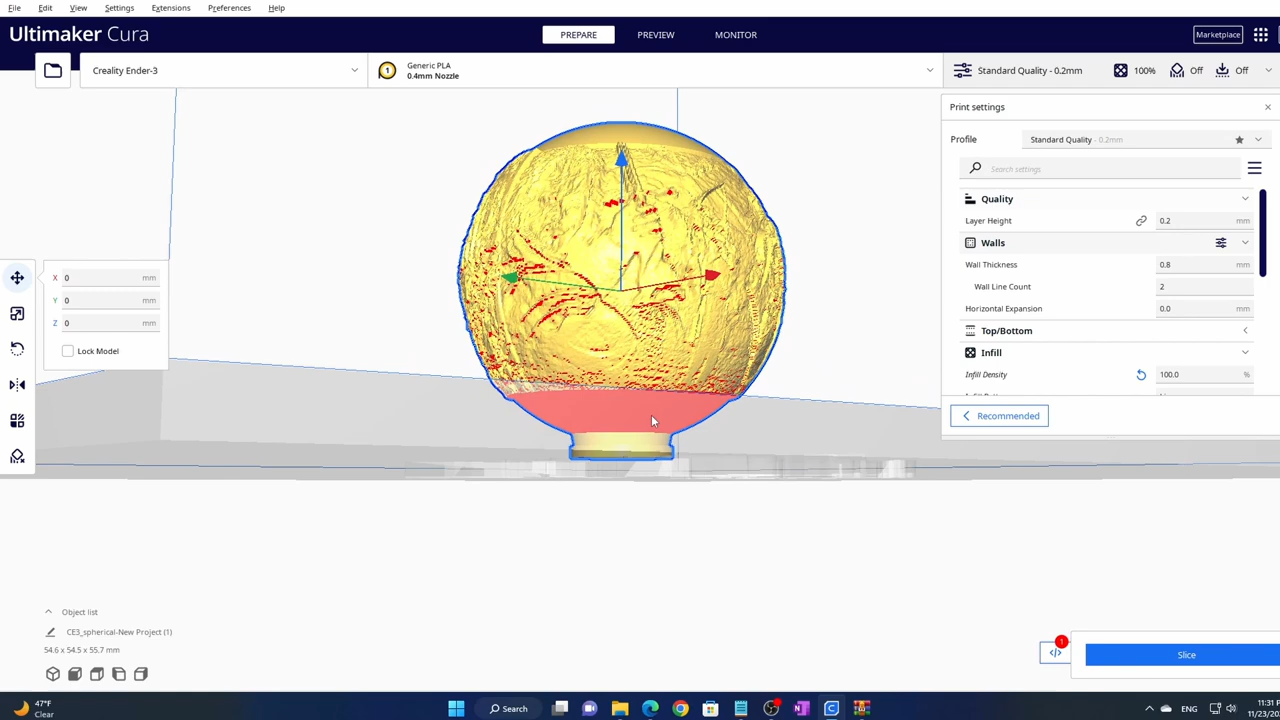 File Edit View Settings Extensions Preferences Help
Ultimaker Cura
PREPARE PREVIEW MONITOR
Marketplace
Creality Ender-3
1
Generic PLA
0.4mm Nozzle
Standard Quality - 0.2mm 100% Off Off
Print settings
Profile Standard Quality - 0.2mm
Search settings
Quality
Layer Height 0.2 mm
Walls
Wall Thickness 0.8 mm
Wall Line Count 2
Horizontal Expansion 0.0 mm
Top/Bottom
Infill
Infill Density 100.0 %
Recommended
X 0 mm
Y 0 mm
Z 0 mm
Lock Model
Object list
CE3_spherical-New Project (1)
54.6 x 54.5 x 55.7 mm
1
Slice
47°F
Clear
Search
ENG
11:31
11/23/20